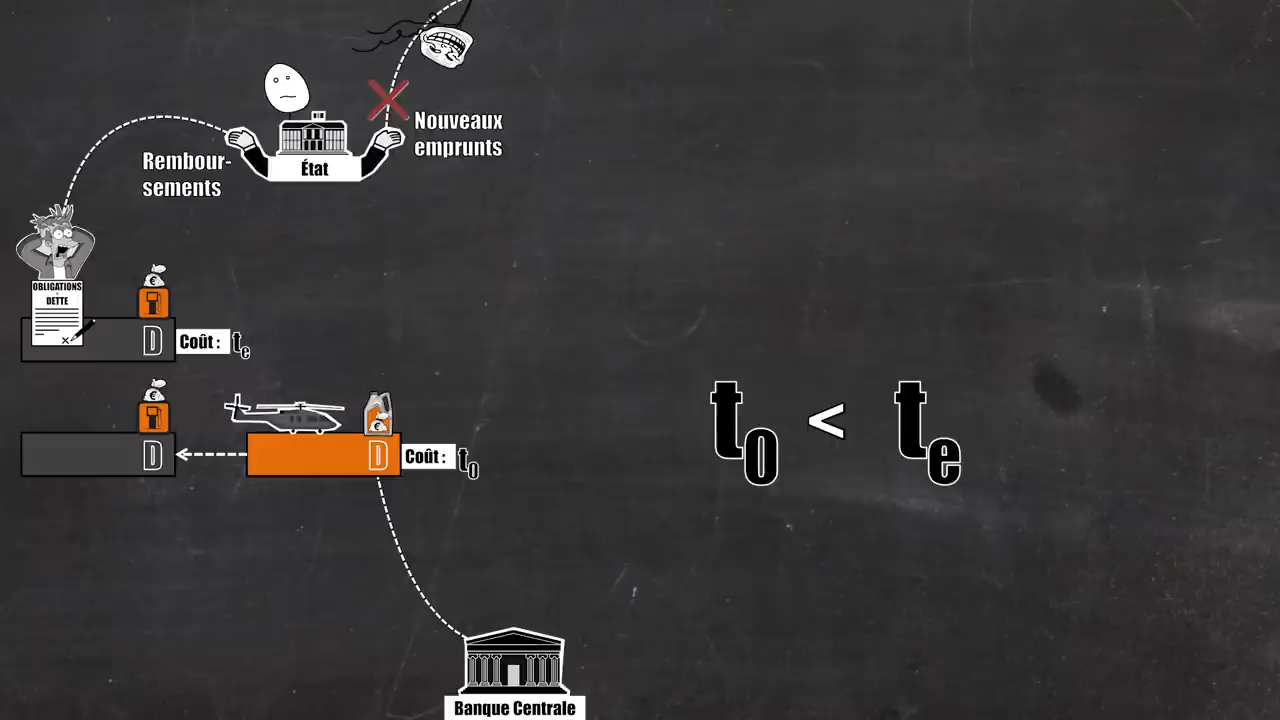 Nouveaux
emprunts
Rembour-
sements
État
OBLIGATIONS
DETTE
€
D
Coût :
te
€
D
€
D
Coût :
t0
t0 < te
Banque Centrale